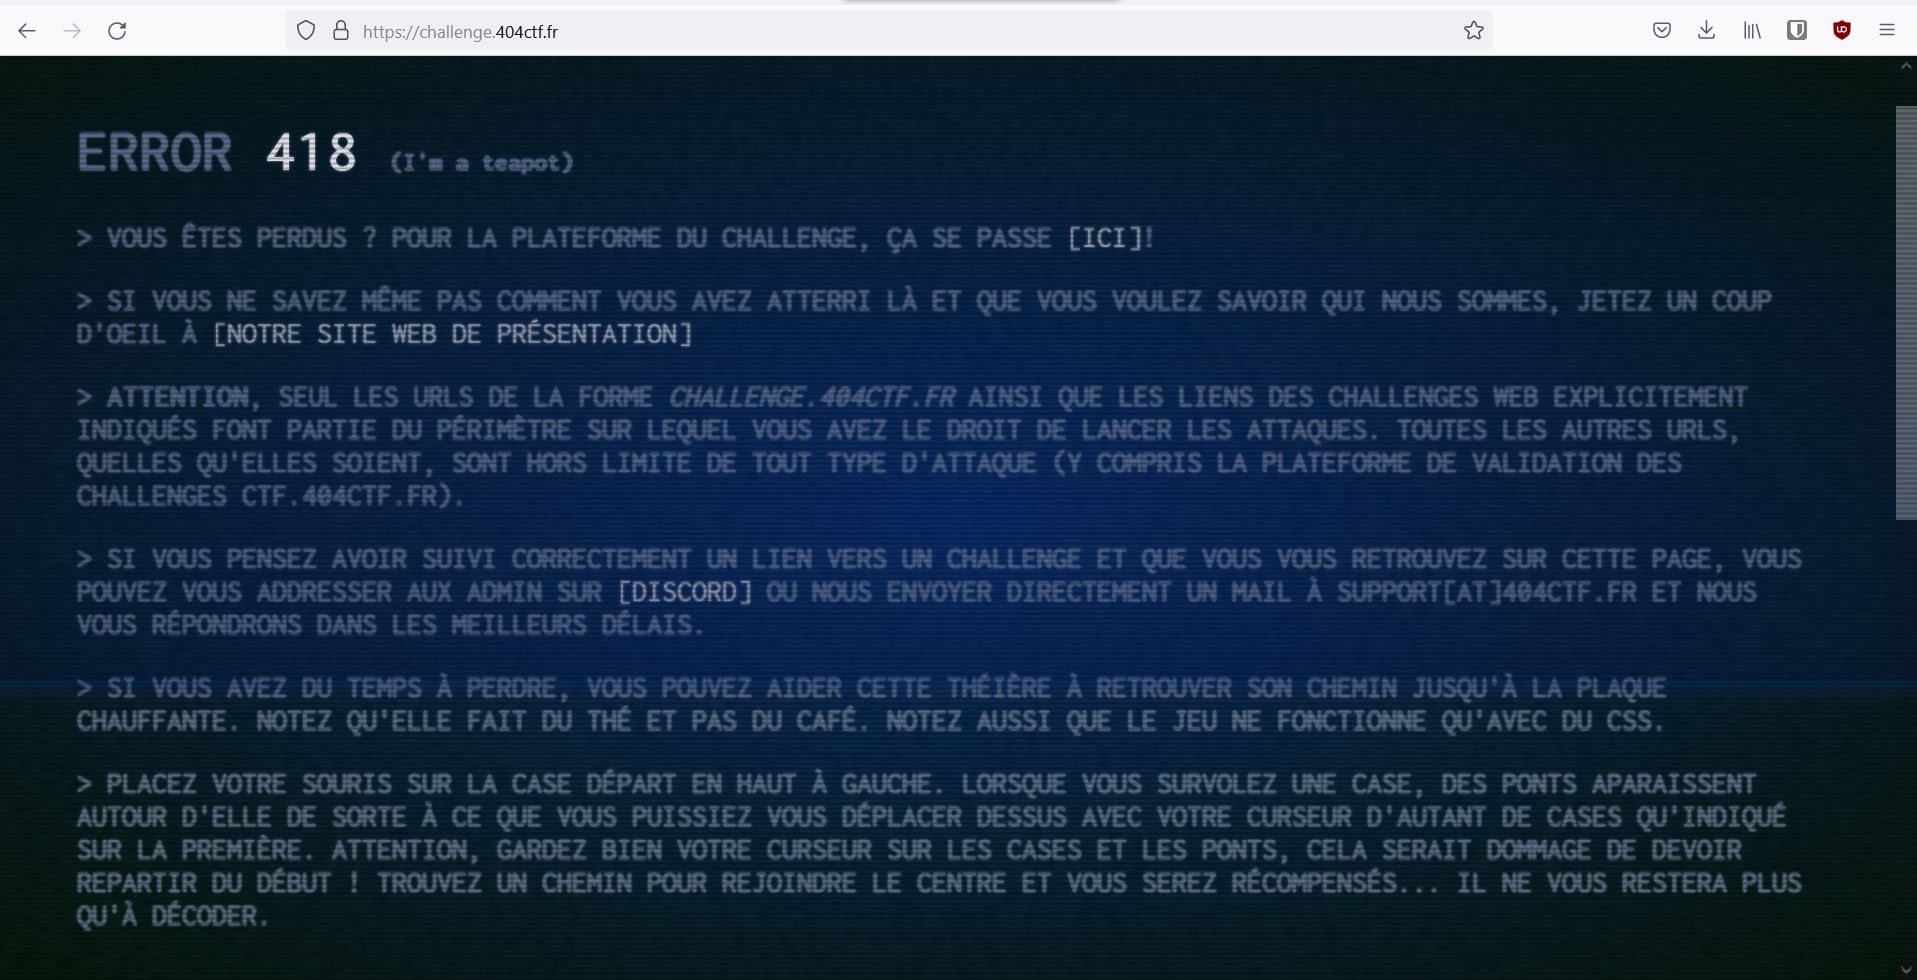 https://challenge.404ctf.fr
ERROR 418 (I'm a teapot)
> VOUS ÊTES PERDUS ? POUR LA PLATEFORME DU CHALLENGE, ÇA SE PASSE [ICI]!
> SI VOUS NE SAVEZ MÊME PAS COMMENT VOUS AVEZ ATTERRI LÀ ET QUE VOUS VOULEZ SAVOIR QUI NOUS SOMMES, JETEZ UN COUP
D'OEIL À [NOTRE SITE WEB DE PRÉSENTATION]
> ATTENTION, SEUL LES URLS DE LA FORME CHALLENGE.404CTF.FR AINSI QUE LES LIENS DES CHALLENGES WEB EXPLICITEMENT
INDIQUÉS FONT PARTIE DU PÉRIMÈTRE SUR LEQUEL VOUS AVEZ LE DROIT DE LANCER LES ATTAQUES. TOUTES LES AUTRES URLS,
QUELLES QU'ELLES SOIENT, SONT HORS LIMITE DE TOUT TYPE D'ATTAQUE (Y COMPRIS LA PLATEFORME DE VALIDATION DES
CHALLENGES CTF.404CTF.FR).
> SI VOUS PENSEZ AVOIR SUIVI CORRECTEMENT UN LIEN VERS UN CHALLENGE ET QUE VOUS VOUS RETROUVEZ SUR CETTE PAGE, VOUS
POUVEZ VOUS ADDRESSER AUX ADMIN SUR [DISCORD] OU NOUS ENVOYER DIRECTEMENT UN MAIL À SUPPORT[AT]404CTF.FR ET NOUS
VOUS RÉPONDRONS DANS LES MEILLEURS DÉLAIS.
> SI VOUS AVEZ DU TEMPS À PERDRE, VOUS POUVEZ AIDER CETTE THÉIÈRE À RETROUVER SON CHEMIN JUSQU'À LA PLAQUE
CHAUFFANTE. NOTEZ QU'ELLE FAIT DU THÉ ET PAS DU CAFÉ. NOTEZ AUSSI QUE LE JEU NE FONCTIONNE QU'AVEC DU CSS.
> PLACEZ VOTRE SOURIS SUR LA CASE DÉPART EN HAUT À GAUCHE. LORSQUE VOUS SURVOLEZ UNE CASE, DES PONTS APARAISSENT
AUTOUR D'ELLE DE SORTE À CE QUE VOUS PUISSIEZ VOUS DÉPLACER DESSUS AVEC VOTRE CURSEUR D'AUTANT DE CASES QU'INDIQUÉ
SUR LA PREMIÈRE. ATTENTION, GARDEZ BIEN VOTRE CURSEUR SUR LES CASES ET LES PONTS, CELA SERAIT DOMMAGE DE DEVOIR
REPARTIR DU DÉBUT ! TROUVEZ UN CHEMIN POUR REJOINDRE LE CENTRE ET VOUS SEREZ RÉCOMPENSÉS... IL NE VOUS RESTERA PLUS
QU'À DÉCODER.